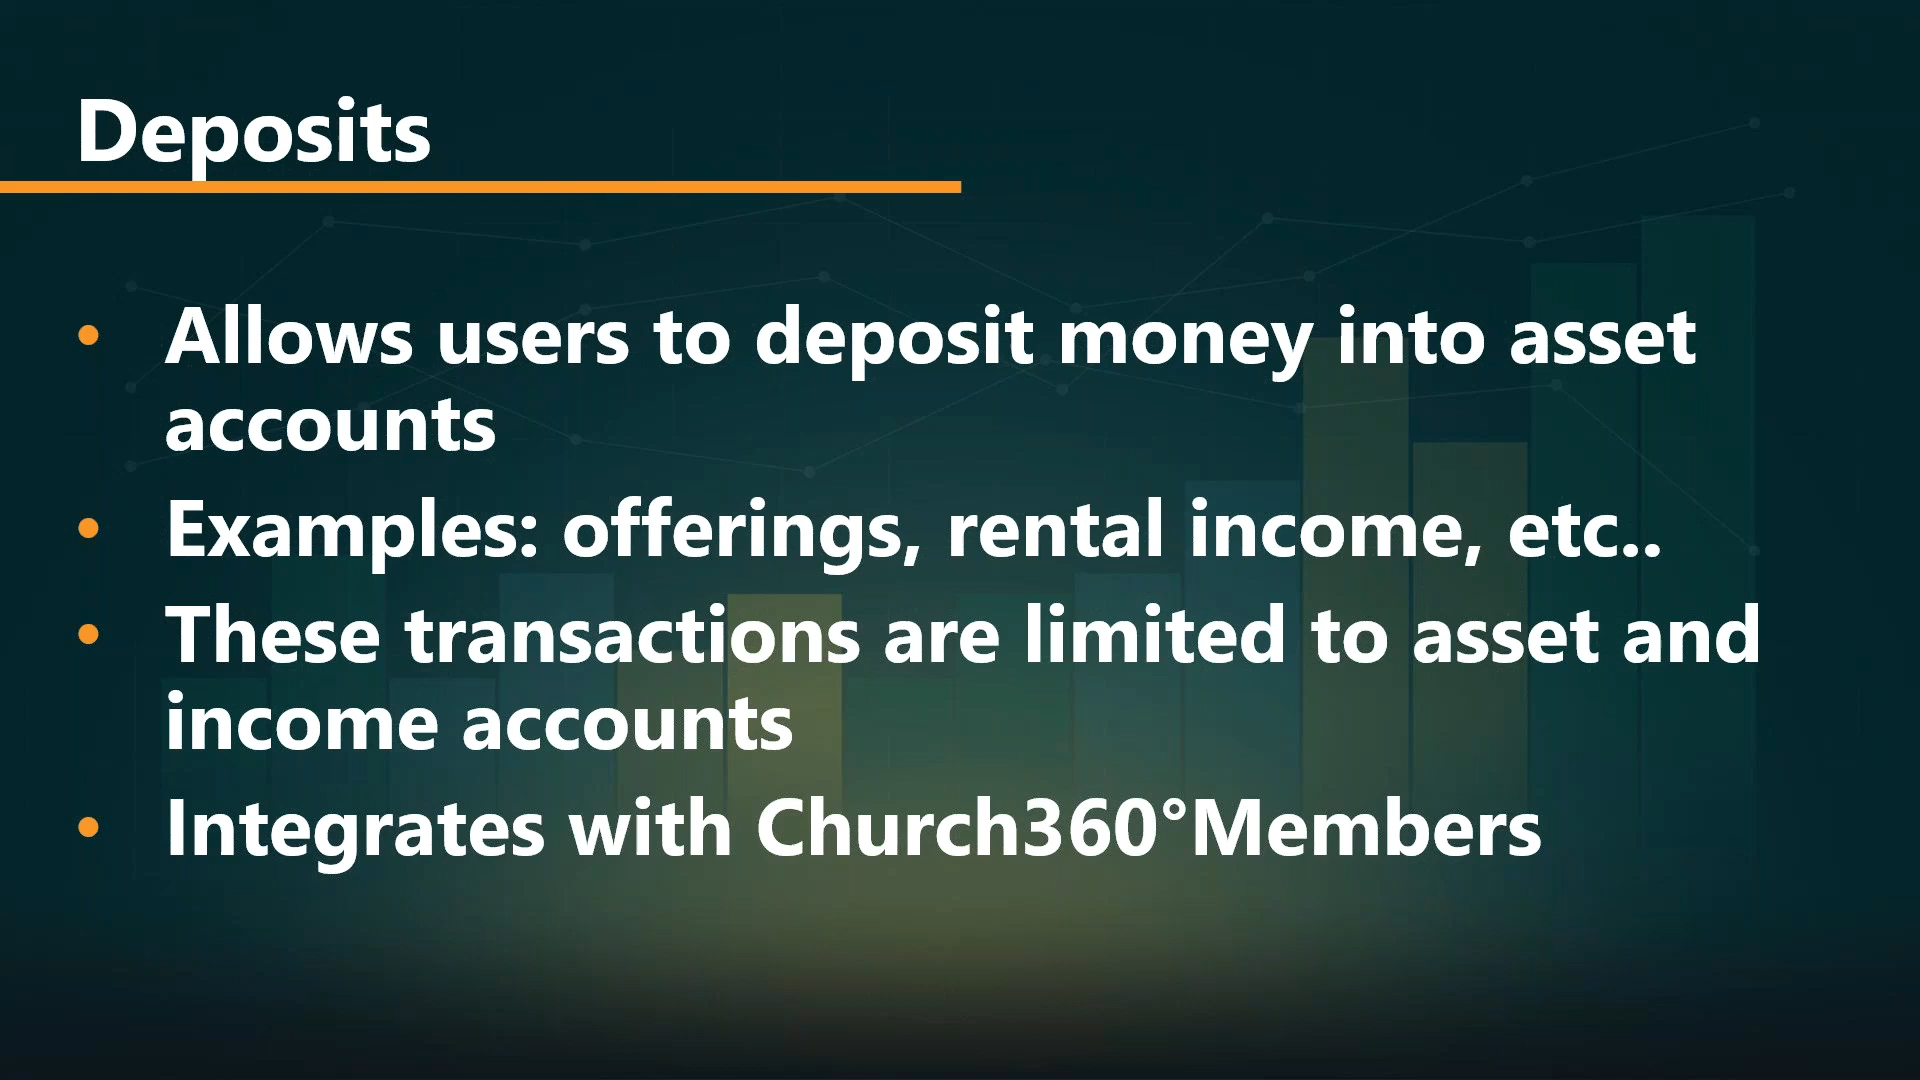 Deposits
• Allows users to deposit money into asset
accounts
• Examples: offerings, rental income, etc..
• These transactions are limited to asset and
income accounts
• Integrates with Church360°Members